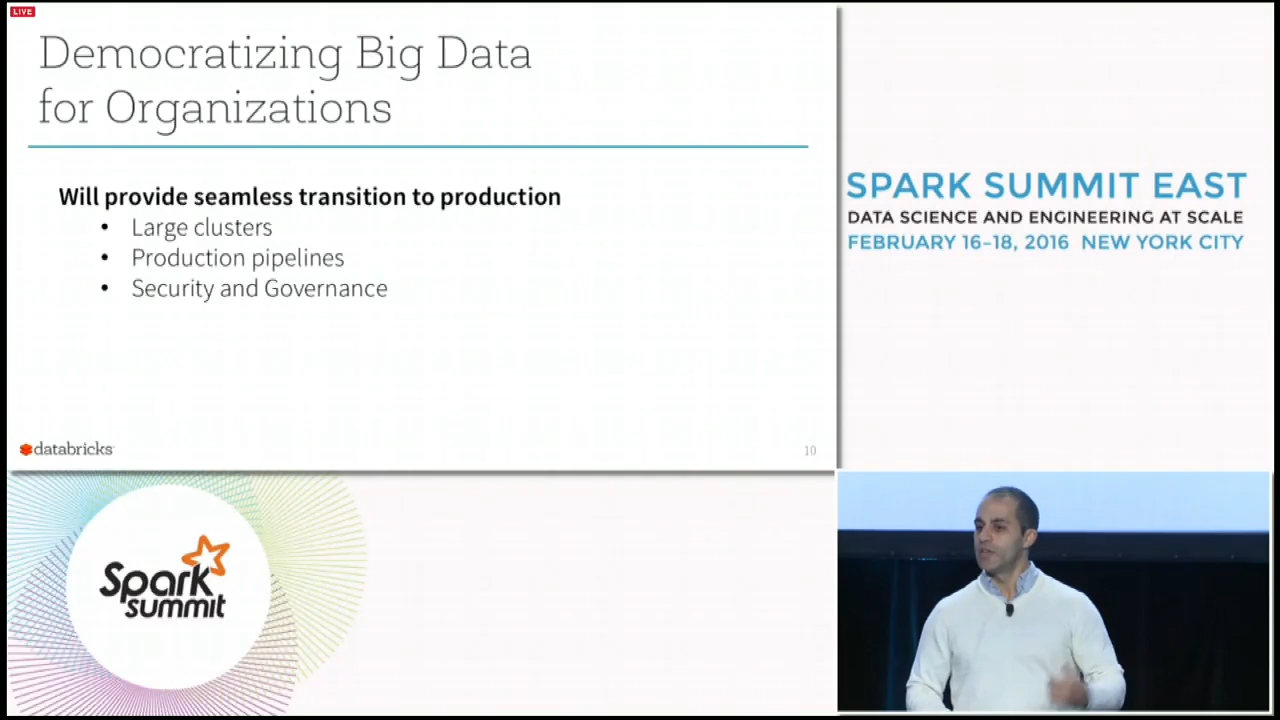 LIVE
Democratizing Big Data
for Organizations
Will provide seamless transition to production
• Large clusters
• Production pipelines
• Security and Governance
databricks
10
SPARK SUMMIT EAST
DATA SCIENCE AND ENGINEERING AT SCALE
FEBRUARY 16-18, 2016 NEW YORK CITY
Spark
summit